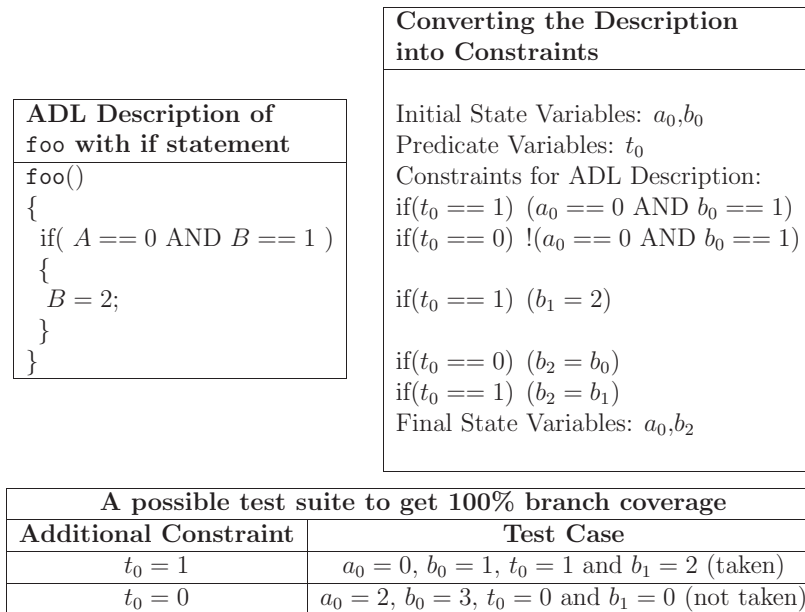 ADL Description of
foo with if statement
foo()
{
if( A == 0 AND B == 1 )
{
B = 2;
}
}
Converting the Description
into Constraints
Initial State Variables: a₀,b₀
Predicate Variables: t₀
Constraints for ADL Description:
if(t₀ == 1) (a₀ == 0 AND b₀ == 1)
if(t₀ == 0) !(a₀ == 0 AND b₀ == 1)
if(t₀ == 1) (b₁ = 2)
if(t₀ == 0) (b₂ = b₀)
if(t₀ == 1) (b₂ = b₁)
Final State Variables: a₀,b₂
A possible test suite to get 100% branch coverage
Additional Constraint Test Case
t₀ = 1 a₀ = 0, b₀ = 1, t₀ = 1 and b₁ = 2 (taken)
t₀ = 0 a₀ = 2, b₀ = 3, t₀ = 0 and b₁ = 0 (not taken)